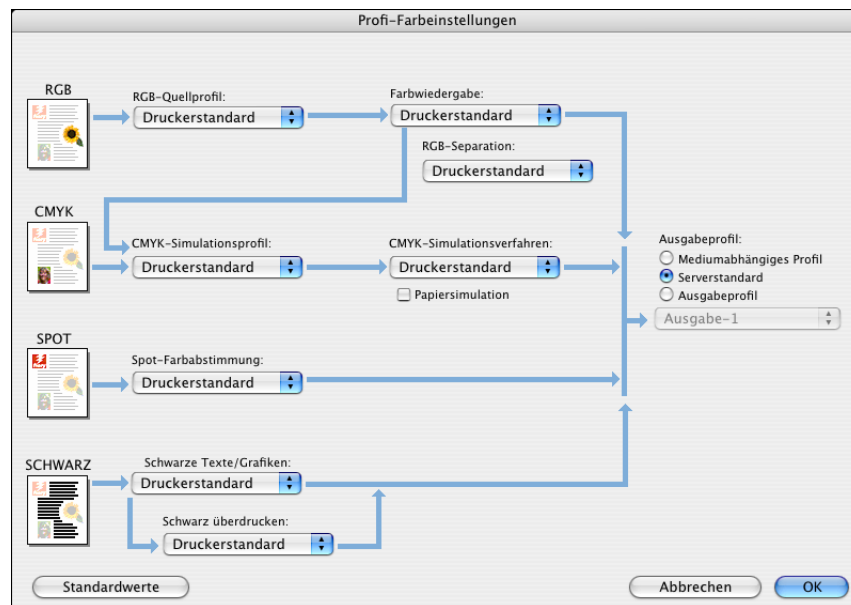 Profi-Farbeinstellungen
RGB
RGB-Quellprofil:
Druckerstandard
Farbwiedergabe:
Druckerstandard
RGB-Separation:
Druckerstandard
CMYK
CMYK-Simulationsprofil:
Druckerstandard
CMYK-Simulationsverfahren:
Druckerstandard
Papiersimulation
Ausgabeprofil:
Mediumabhängiges Profil
Serverstandard
Ausgabeprofil
Ausgabe-1
SPOT
Spot-Farbabstimmung:
Druckerstandard
SCHWARZ
Schwarze Texte/Grafiken:
Druckerstandard
Schwarz überdrucken:
Druckerstandard
Standardwerte
Abbrechen
OK